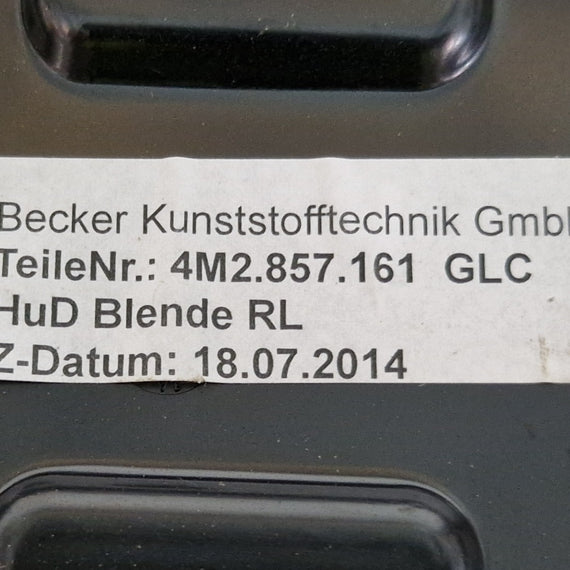 Becker Kunststofftechnik Gmb
TeileNr.: 4M2.857.161 GLC
HuD Blende RL
Z-Datum: 18.07.2014